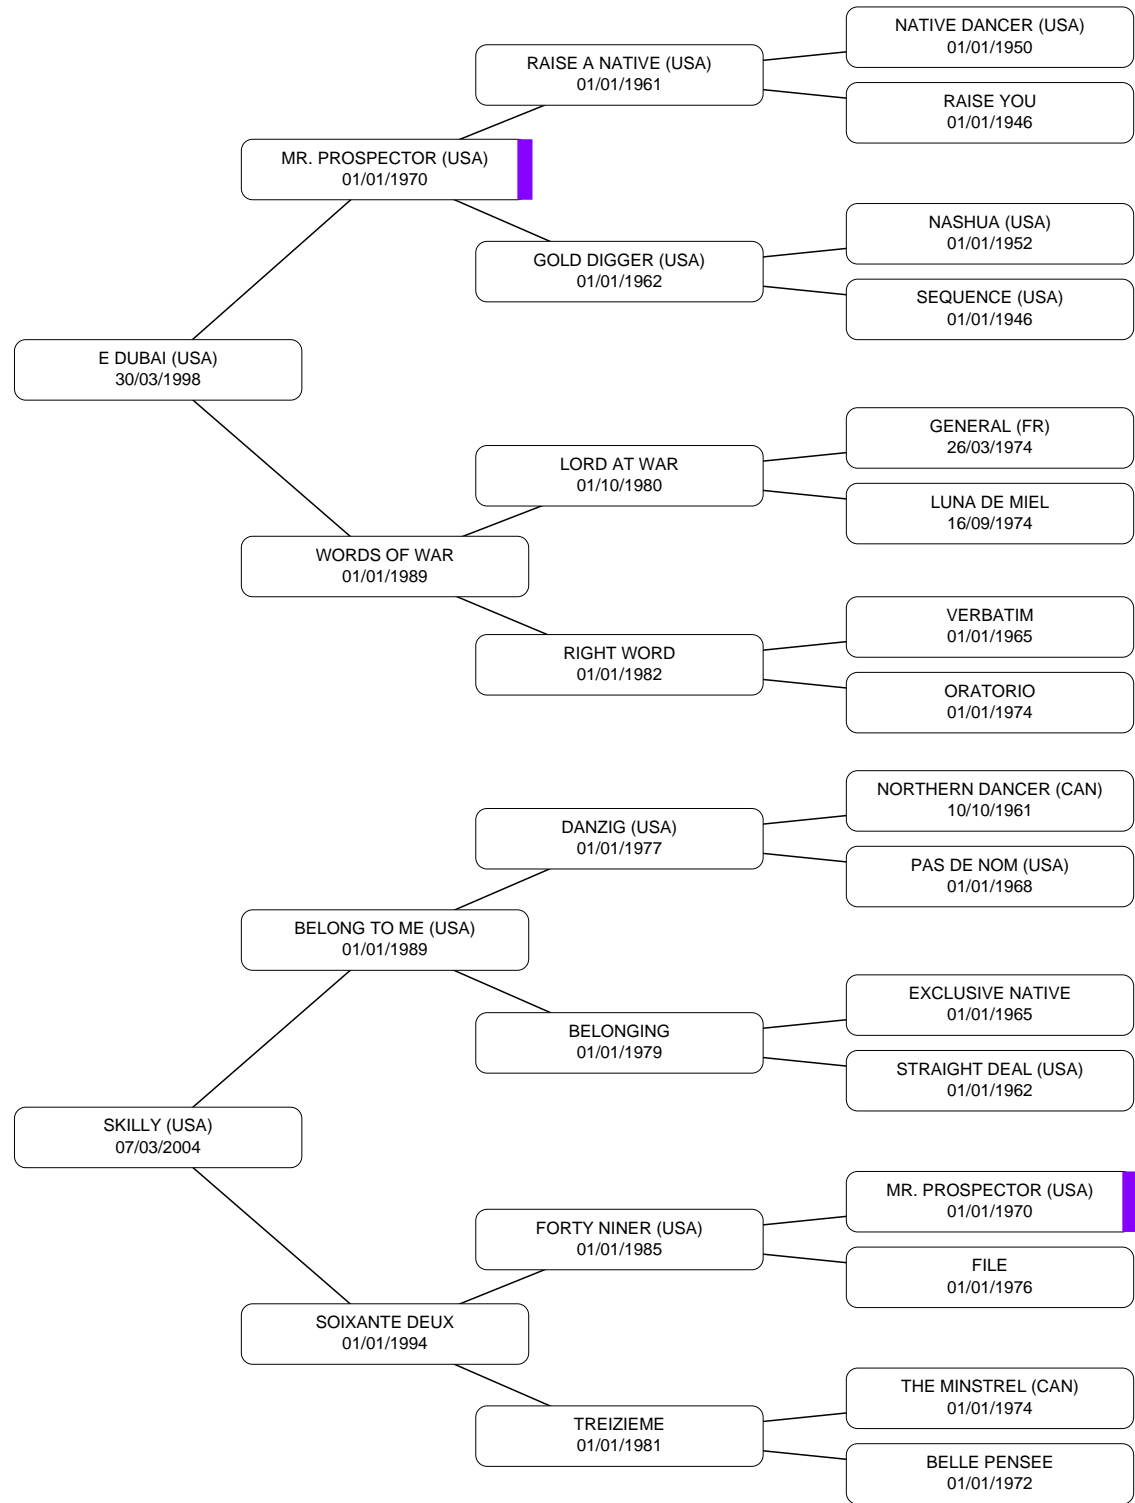 NATIVE DANCER (USA)
01/01/1950
RAISE A NATIVE (USA)
01/01/1961
RAISE YOU
01/01/1946
MR. PROSPECTOR (USA)
01/01/1970
NASHUA (USA)
01/01/1952
GOLD DIGGER (USA)
01/01/1962
SEQUENCE (USA)
01/01/1946
E DUBAI (USA)
30/03/1998
GENERAL (FR)
26/03/1974
LORD AT WAR
01/10/1980
LUNA DE MIEL
16/09/1974
WORDS OF WAR
01/01/1989
VERBATIM
01/01/1965
RIGHT WORD
01/01/1982
ORATORIO
01/01/1974
NORTHERN DANCER (CAN)
10/10/1961
DANZIG (USA)
01/01/1977
PAS DE NOM (USA)
01/01/1968
BELONG TO ME (USA)
01/01/1989
EXCLUSIVE NATIVE
01/01/1965
BELONGING
01/01/1979
STRAIGHT DEAL (USA)
01/01/1962
SKILLY (USA)
07/03/2004
MR. PROSPECTOR (USA)
01/01/1970
FORTY NINER (USA)
01/01/1985
FILE
01/01/1976
SOIXANTE DEUX
01/01/1994
THE MINSTREL (CAN)
01/01/1974
TREIZIEME
01/01/1981
BELLE PENSEE
01/01/1972